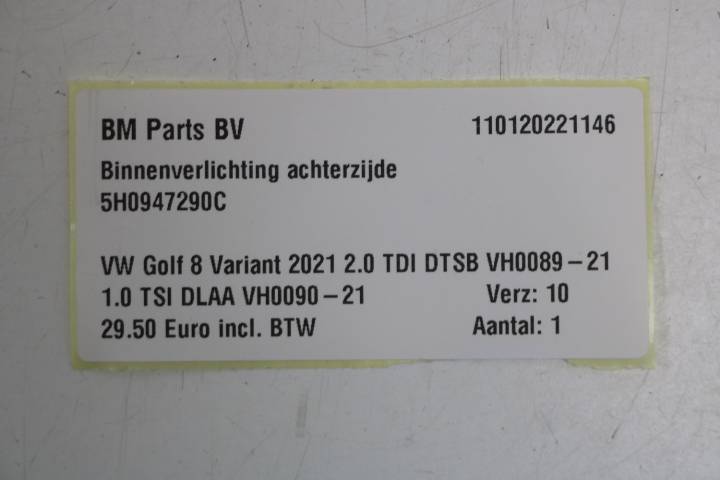 BM Parts BV 110120221146
Binnenverlichting achterzijde
5H0947290C
VW Golf 8 Variant 2021 2.0 TDI DTSB VH0089-21
1.0 TSI DLAA VH0090-21 Verz: 10
29.50 Euro incl. BTW Aantal: 1